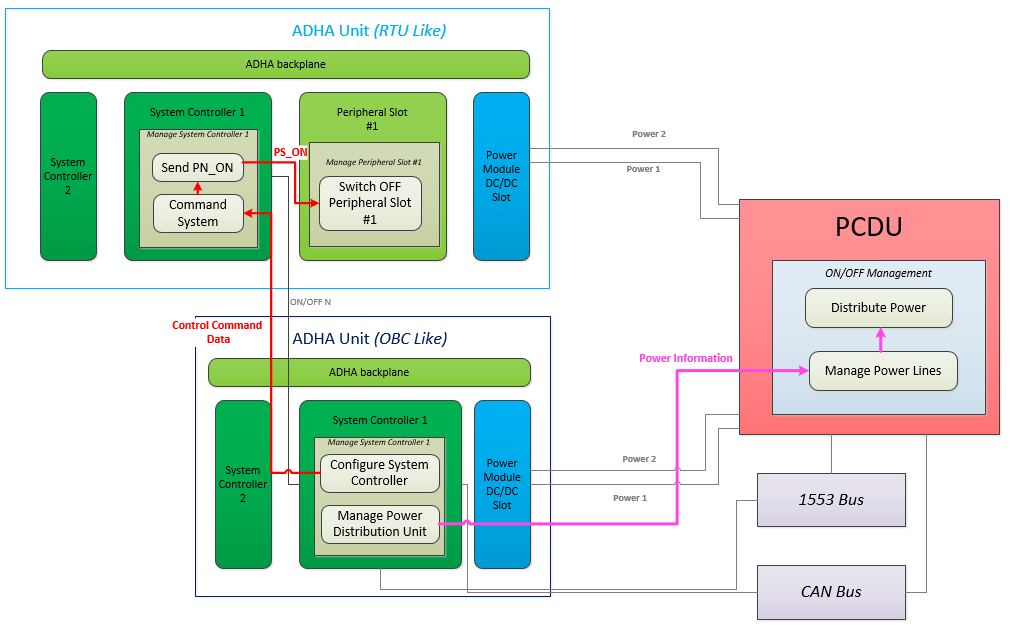 ADHA Unit (RTU Like)
ADHA backplane
System
Controller
2
System Controller 1
Manage System Controller 1
Send PN_ON
Command
System
PS_ON
Peripheral Slot
#1
Manage Peripheral Slot #1
Switch OFF
Peripheral Slot
#1
Power
Module
DC/DC
Slot
Power 2
Power 1
PCDU
ON/OFF Management
Distribute Power
Manage Power Lines
ON/OFF N
Control Command
Data
ADHA Unit (OBC Like)
ADHA backplane
System
Controller
2
System Controller 1
Manage System Controller 1
Configure System
Controller
Manage Power
Distribution Unit
Power
Module
DC/DC
Slot
Power Information
Power 2
Power 1
1553 Bus
CAN Bus